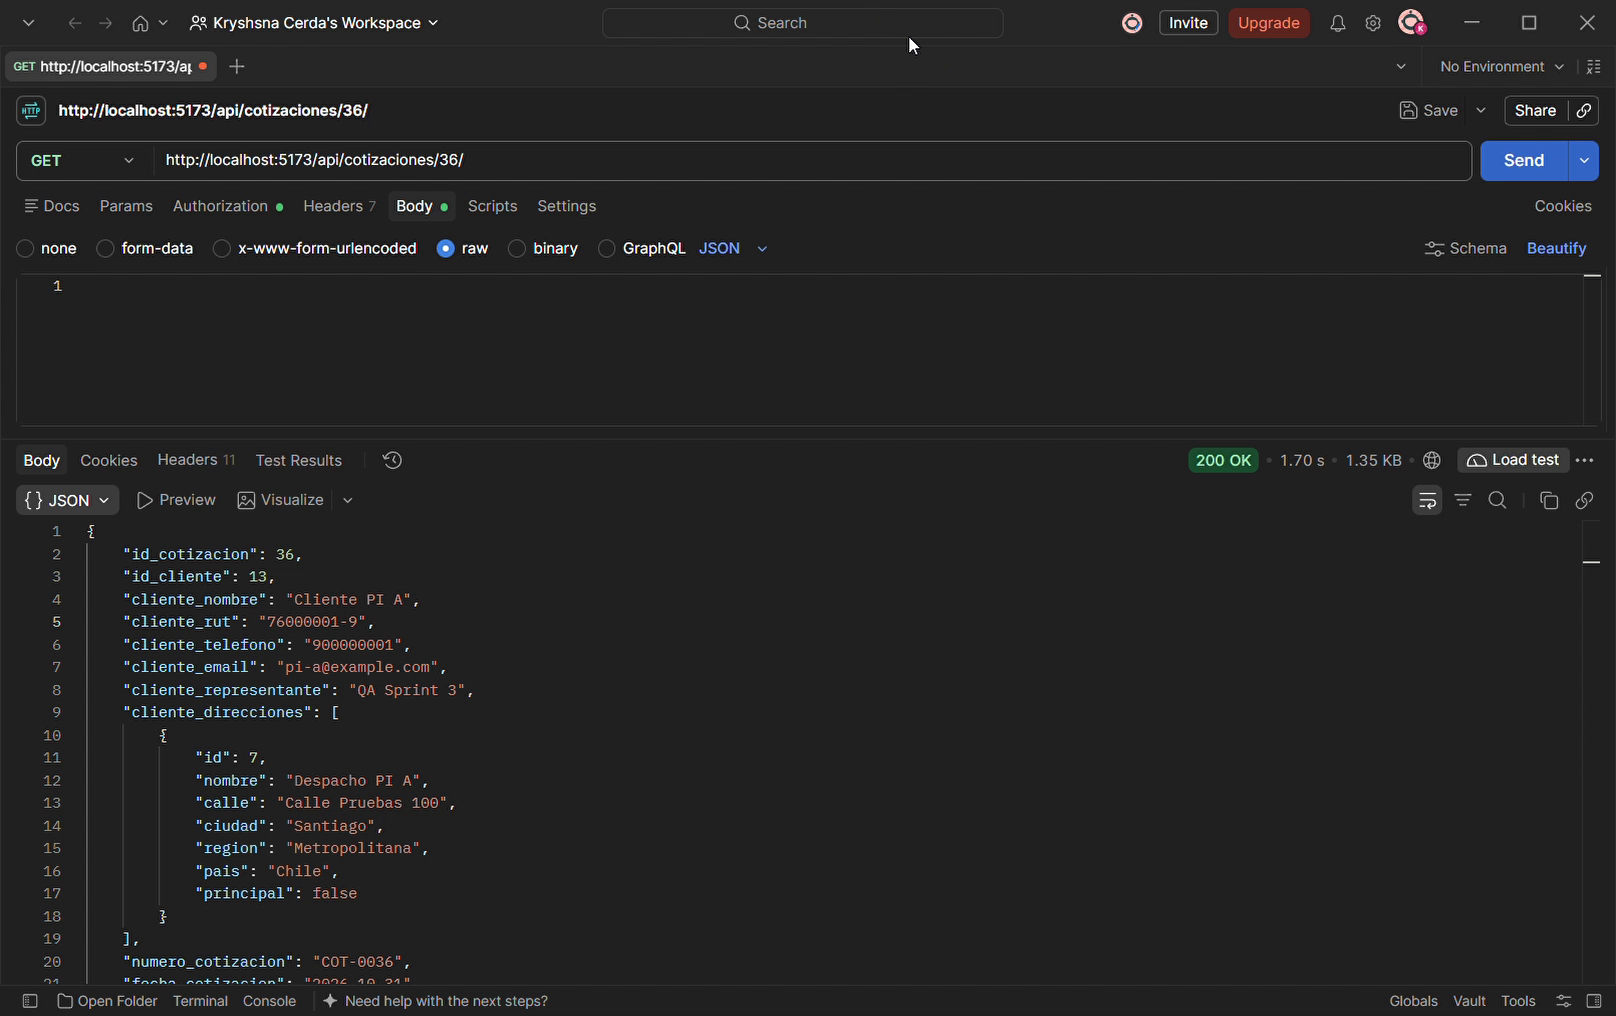 Kryshsna Cerda's Workspace
Search
Invite
Upgrade
GET http://localhost:5173/a
No Environment
HTTP
http://localhost:5173/api/cotizaciones/36/
Save
Share
GET
http://localhost:5173/api/cotizaciones/36/
Send
Docs
Params
Authorization
Headers 7
Body
Scripts
Settings
Cookies
none
form-data
x-www-form-urlencoded
raw
binary
GraphQL
JSON
Schema
Beautify
1
Body
Cookies
Headers 11
Test Results
200 OK
1.70 s
1.35 KB
Load test
{} JSON
Preview
Visualize
1 {
2 "id_cotizacion": 36,
3 "id_cliente": 13,
4 "cliente_nombre": "Cliente PI A",
5 "cliente_rut": "76000001-9",
6 "cliente_telefono": "900000001",
7 "cliente_email": "pi-a@example.com",
8 "cliente_representante": "QA Sprint 3",
9 "cliente_direcciones": [
10 {
11 "id": 7,
12 "nombre": "Despacho PI A",
13 "calle": "Calle Pruebas 100",
14 "ciudad": "Santiago",
15 "region": "Metropolitana",
16 "pais": "Chile",
17 "principal": false
18 }
19 ],
20 "numero_cotizacion": "COT-0036",
21 "fecha_cotizacion": "2026-10-31"
Open Folder
Terminal
Console
Need help with the next steps?
Globals
Vault
Tools